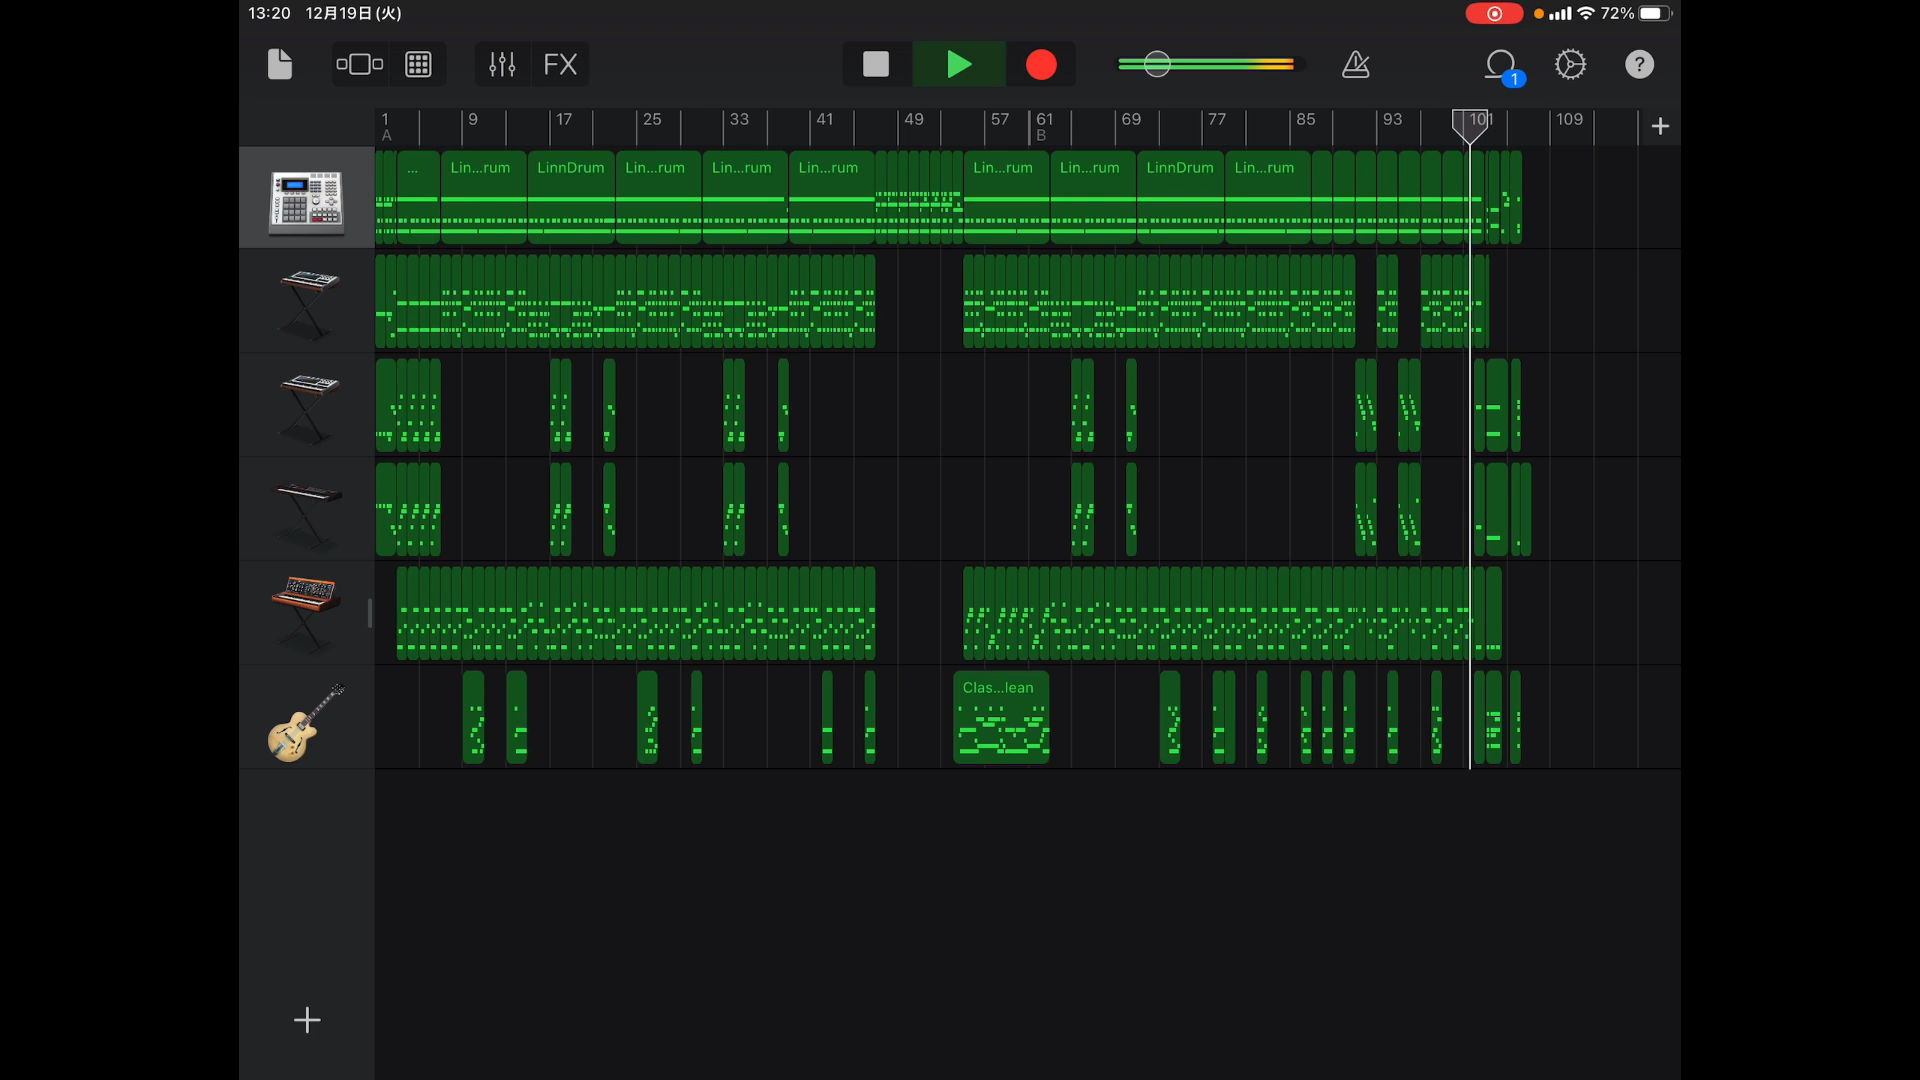 13:20 12月19日(火) 72%
FX 1 ?
1 9 17 25 33 41 49 57 61 69 77 85 93 101 109
A B
... Lin...rum LinnDrum Lin...rum Lin...rum Lin...rum Lin...rum Lin...rum LinnDrum Lin...rum
Clas...lean